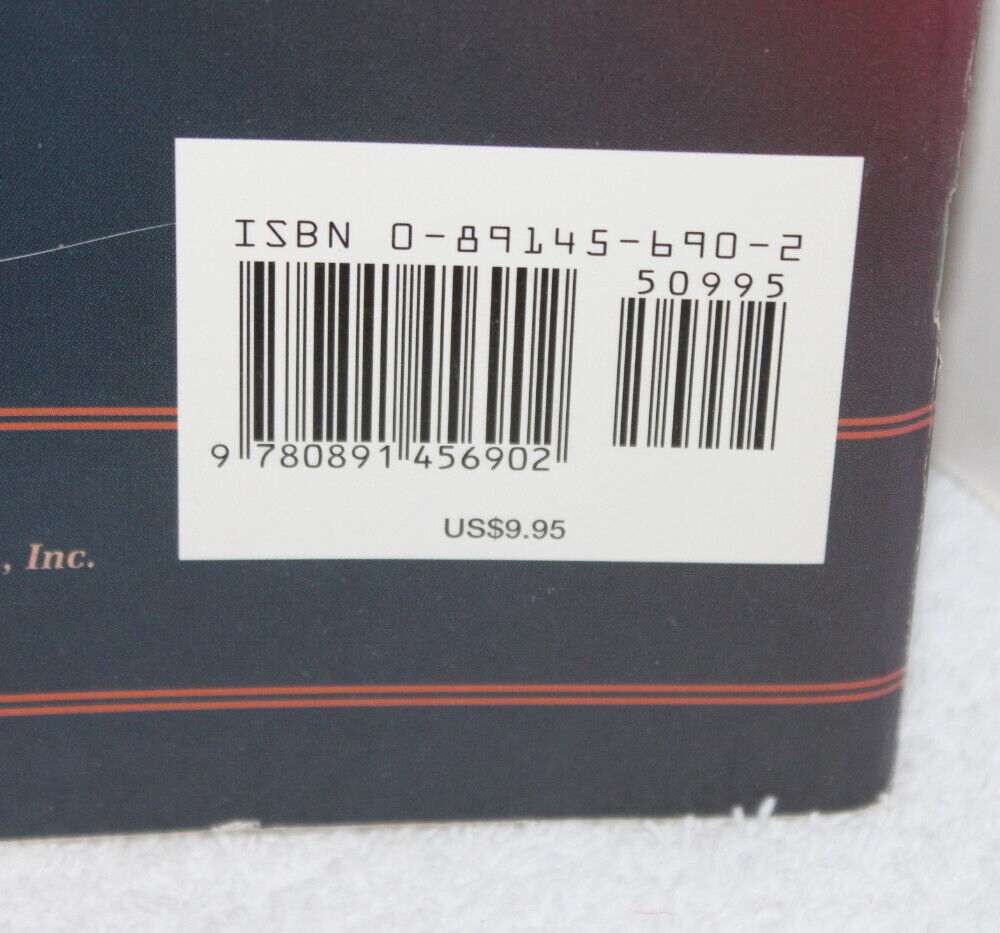 ISBN 0-89145-690-2
50995
9 780891 456902
US$9.95
, Inc.